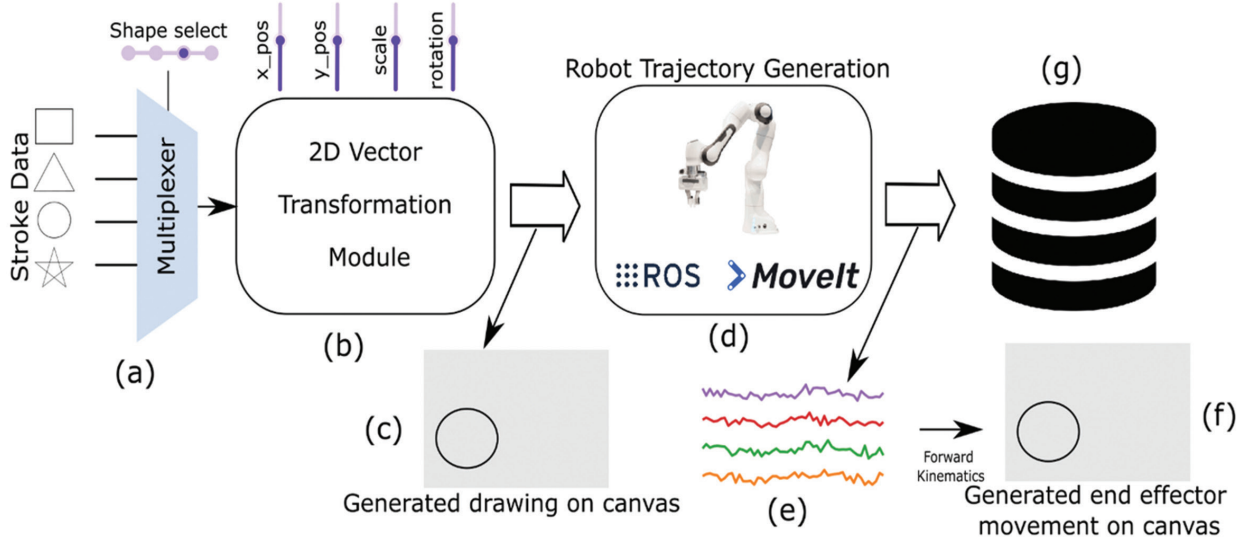 Shape select
x_pos
y_pos
scale
rotation
Stroke Data
Multiplexer
(a)
2D Vector
Transformation
Module
(b)
Robot Trajectory Generation
ROS
MoveIt
(d)
(g)
(c)
Generated drawing on canvas
(e)
Forward
Kinematics
(f)
Generated end effector
movement on canvas